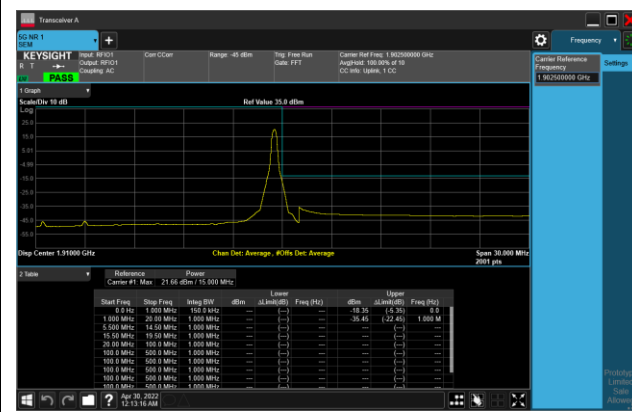 Transceiver A
5G NR 1
SEM
Frequency
KEYSIGHT
R T
PASS
Input: RFIO1
Output: RFIO1
Coupling: AC
Corr CCorr
Range: -45 dBm
Trig: Free Run
Gate: FFT
Carrier Ref Freq: 1.902500000 GHz
Avg|Hold: 100.00% of 10
CC Info: Uplink, 1 CC
Carrier Reference
Frequency
1.902500000 GHz
Settings
1 Graph
Scale/Div 10 dB
Ref Value 35.0 dBm
Log
25.0
15.0
5.01
-4.99
-15.0
-25.0
-35.0
-45.0
-55.0
Disp Center 1.91000 GHz
Chan Det: Average , #Offs Det: Average
Span 30.000 MHz
2001 pts
2 Table
Reference Power
Carrier #1 Max 21.66 dBm / 15.000 MHz
Lower Upper
Start Freq Stop Freq Integ BW dBm ΔLimit(dB) Freq (Hz) dBm ΔLimit(dB) Freq (Hz)
0.0 Hz 1.000 MHz 150.0 kHz --- (---) --- -18.35 (-5.35) 0.0
1.000 MHz 20.00 MHz 1.000 MHz --- (---) --- -35.45 (-22.45) 1.000 M
5.500 MHz 14.50 MHz 1.000 MHz --- (---) --- --- (---) ---
15.50 MHz 19.50 MHz 1.000 MHz --- (---) --- --- (---) ---
20.00 MHz 100.0 MHz 1.000 MHz --- (---) --- --- (---) ---
100.0 MHz 500.0 MHz 1.000 MHz --- (---) --- --- (---) ---
100.0 MHz 500.0 MHz 1.000 MHz --- (---) --- --- (---) ---
100.0 MHz 500.0 MHz 1.000 MHz --- (---) --- --- (---) ---
100.0 MHz 500.0 MHz 1.000 MHz --- (---) --- --- (---) ---
Apr 30, 2022
12:13:16 AM